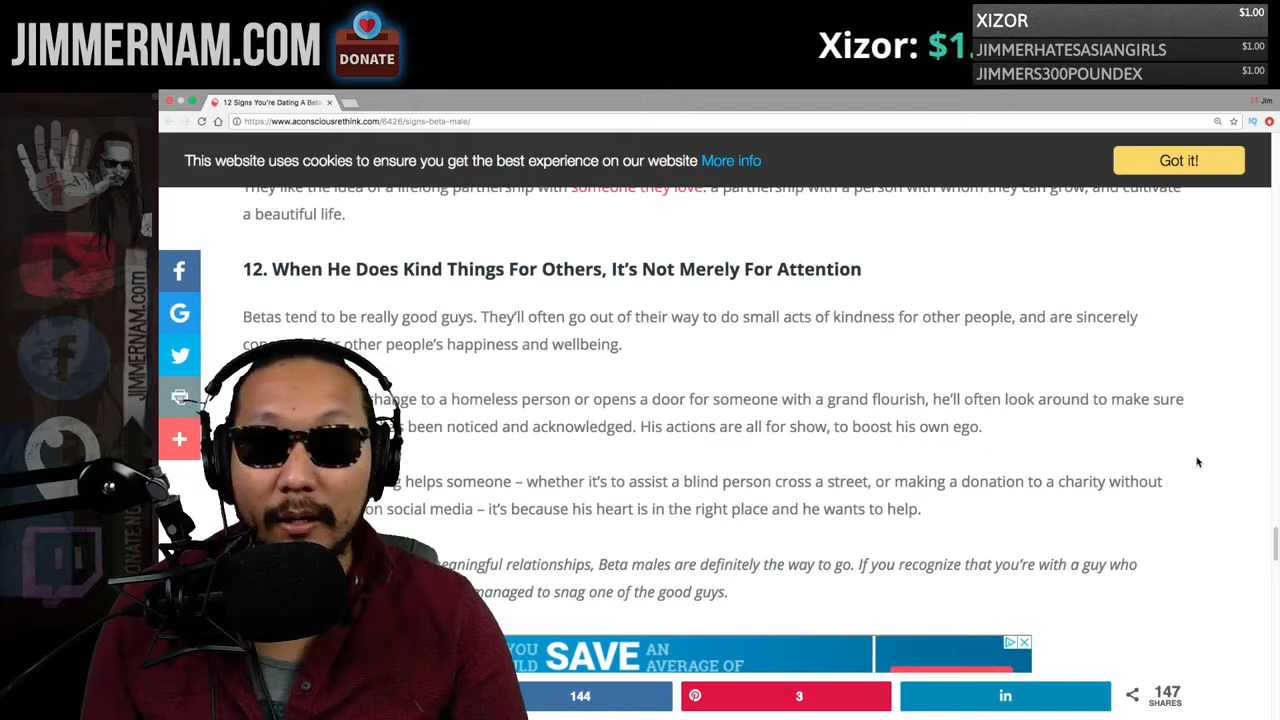 JIMMERNAM.COM
DONATE
Xizor: $1
XIZOR $1.00
JIMMERHATESASIANGIRLS $1.00
JIMMERS300POUNDEX $1.00
12 Signs You're Dating A Beta
Jim
https://www.aconsciousrethink.com/6426/signs-beta-male/
This website uses cookies to ensure you get the best experience on our website More info
Got it!
They like the idea of a lifelong partnership with someone they love: a partnership with a person with whom they can grow, and cultivate
a beautiful life.
12. When He Does Kind Things For Others, It's Not Merely For Attention
Betas tend to be really good guys. They'll often go out of their way to do small acts of kindness for other people, and are sincerely
for other people's happiness and wellbeing.
change to a homeless person or opens a door for someone with a grand flourish, he'll often look around to make sure
been noticed and acknowledged. His actions are all for show, to boost his own ego.
helps someone – whether it's to assist a blind person cross a street, or making a donation to a charity without
on social media – it's because his heart is in the right place and he wants to help.
meaningful relationships, Beta males are definitely the way to go. If you recognize that you're with a guy who
managed to snag one of the good guys.
SAVE AN
AVERAGE OF
144
3
147
SHARES
JIMMERNAM.com